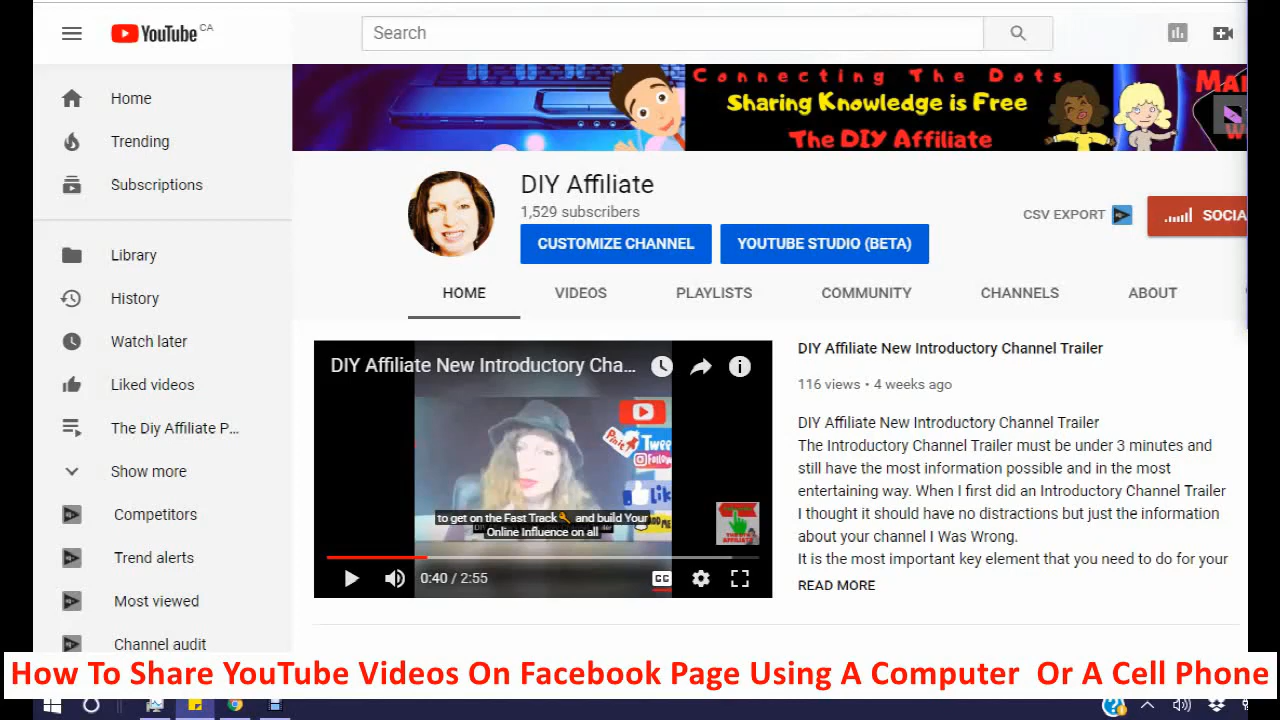 YouTube CA
Search
Home
Trending
Subscriptions
Library
History
Watch later
Liked videos
The Diy Affiliate P...
Show more
Competitors
Trend alerts
Most viewed
Channel audit
Connecting The Dots
Sharing Knowledge is Free
The DIY Affiliate
DIY Affiliate
1,529 subscribers
CSV EXPORT
CUSTOMIZE CHANNEL
YOUTUBE STUDIO (BETA)
HOME
VIDEOS
PLAYLISTS
COMMUNITY
CHANNELS
ABOUT
DIY Affiliate New Introductory Cha...
to get on the Fast Track and build Your
Online Influence on all
0:40 / 2:55
CC
DIY Affiliate New Introductory Channel Trailer
116 views • 4 weeks ago
DIY Affiliate New Introductory Channel Trailer
The Introductory Channel Trailer must be under 3 minutes and
still have the most information possible and in the most
entertaining way. When I first did an Introductory Channel Trailer
I thought it should have no distractions but just the information
about your channel I Was Wrong.
It is the most important key element that you need to do for your
READ MORE
How To Share YouTube Videos On Facebook Page Using A Computer Or A Cell Phone